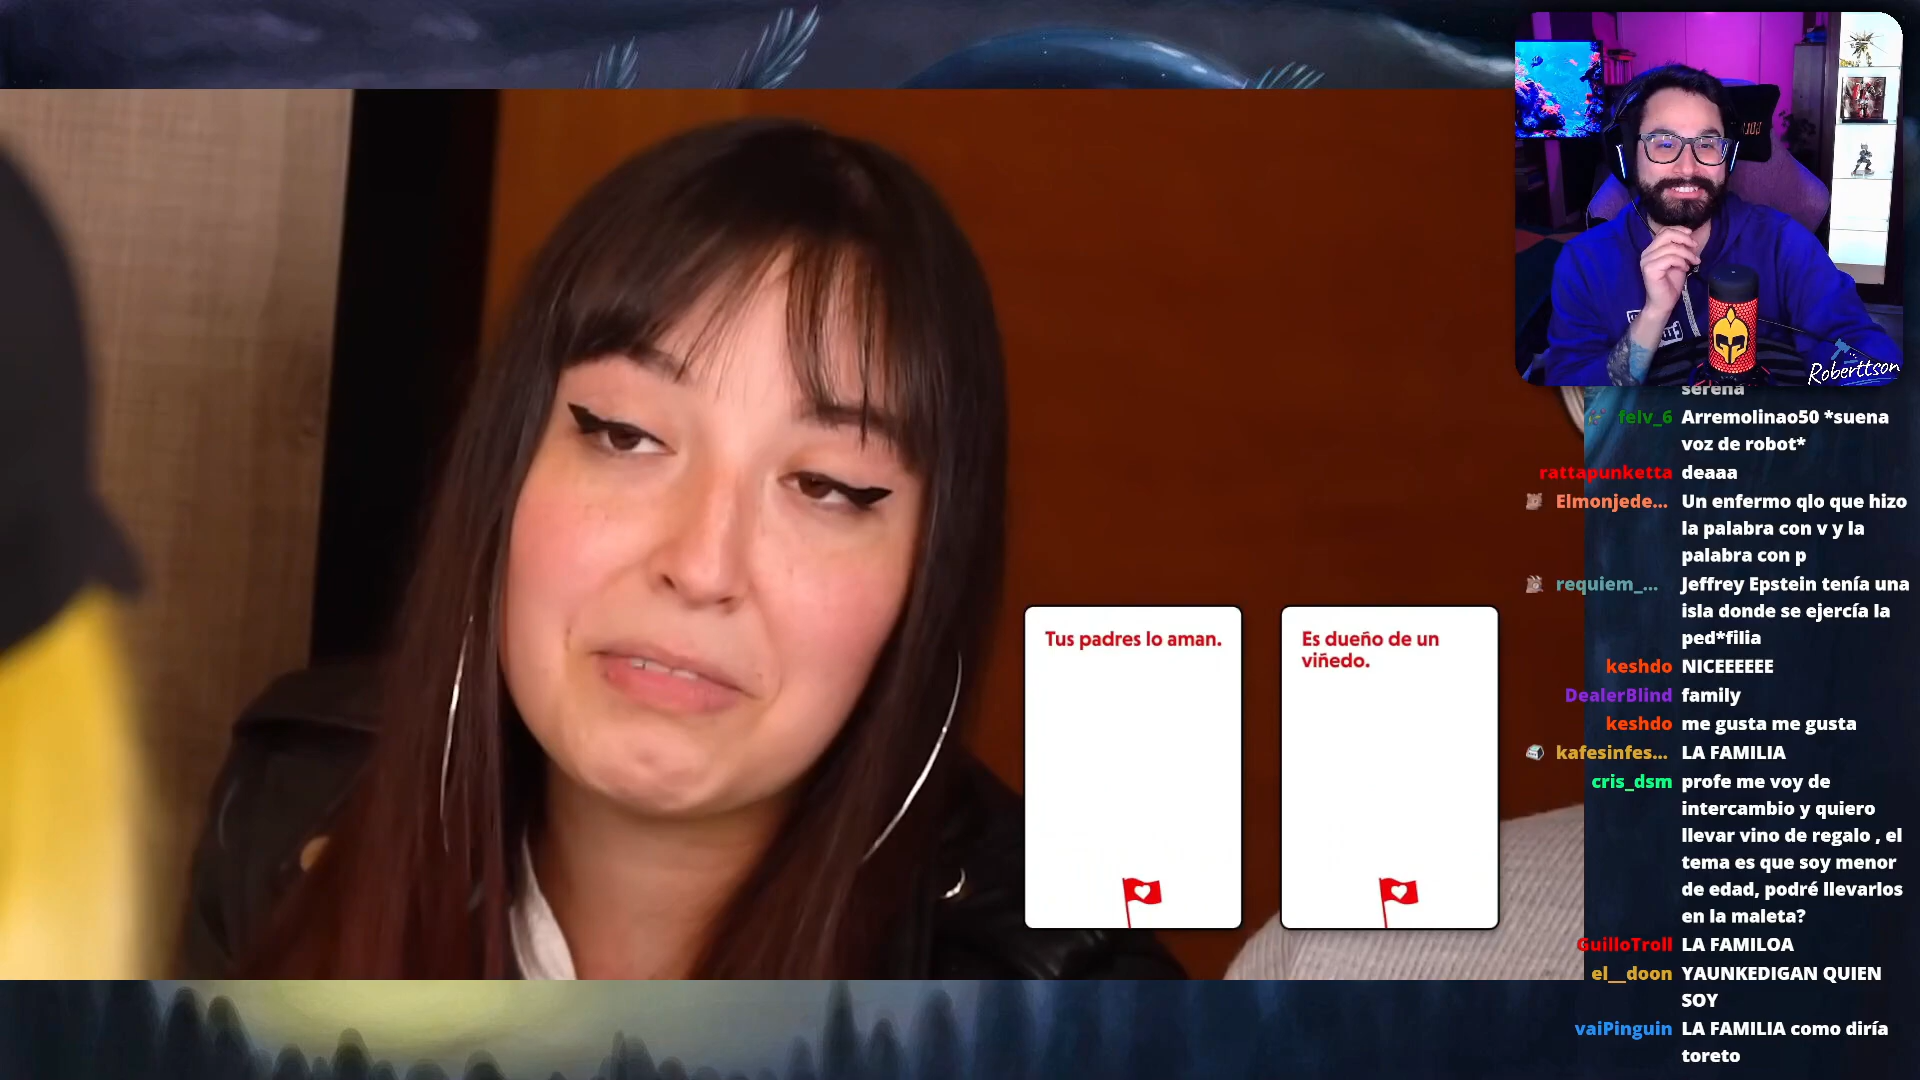 Tus padres lo aman.
Es dueño de un
viñedo.
Roberttson
serena
felv_6 Arremolinao50 *suena
voz de robot*
rattapunketta deaaa
Elmonjede... Un enfermo qlo que hizo
la palabra con v y la
palabra con p
requiem_... Jeffrey Epstein tenía una
isla donde se ejercía la
ped*filia
keshdo NICEEEEEE
DealerBlind family
keshdo me gusta me gusta
kafesinfes... LA FAMILIA
cris_dsm profe me voy de
intercambio y quiero
llevar vino de regalo , el
tema es que soy menor
de edad, podré llevarlos
en la maleta?
GuilloTroll LA FAMILOA
el__doon YAUNKEDIGAN QUIEN
SOY
vaiPinguin LA FAMILIA como diría
toreto